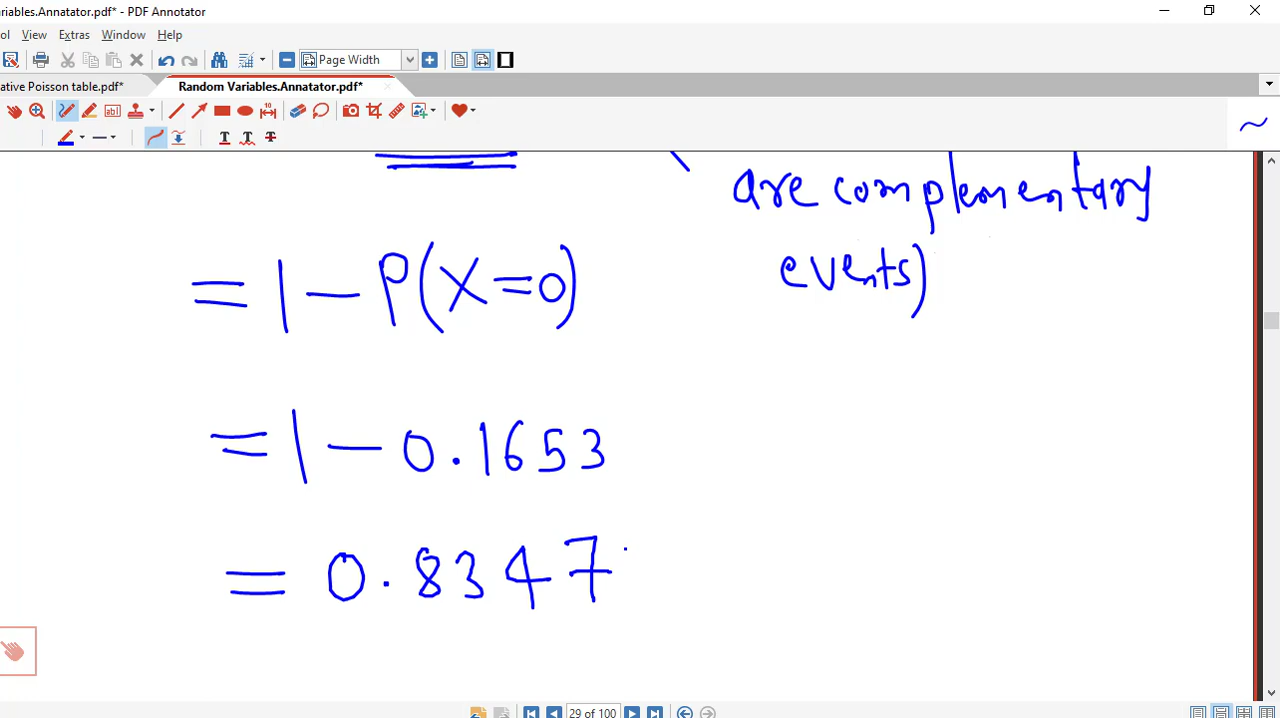 ariables.Annatator.pdf* - PDF Annotator
ol View Extras Window Help
Page Width
ative Poisson table.pdf* Random Variables.Annatator.pdf*
are complementary
= 1 - P(X=0) events)
= 1 - 0.1653
= 0.8347
29 of 100